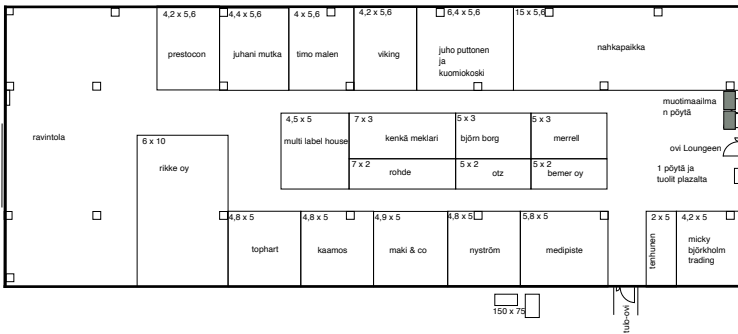 4,2 x 5,6
4,4 x 5,6
4 x 5,6
4,2 x 5,6
6,4 x 5,6
15 x 5,6
prestocon
juhani mutka
timo malen
viking
juho puttonen
ja
kuomiokoski
nahkapaikka
muotimaailma
n pöytä
ravintola
6 x 10
rikke oy
4,5 x 5
multi label house
7 x 3
kenkä meklari
5 x 3
björn borg
5 x 3
merrell
ovi Loungeen
7 x 2
rohde
5 x 2
otz
5 x 2
bemer oy
1 pöytä ja
tuolit plazalta
4,8 x 5
tophart
4,8 x 5
kaamos
4,9 x 5
maki & co
4,8 x 5
nyström
5,8 x 5
medipiste
2 x 5
tenhunen
4,2 x 5
micky
björkholm
trading
150 x 75
tulo-ovi